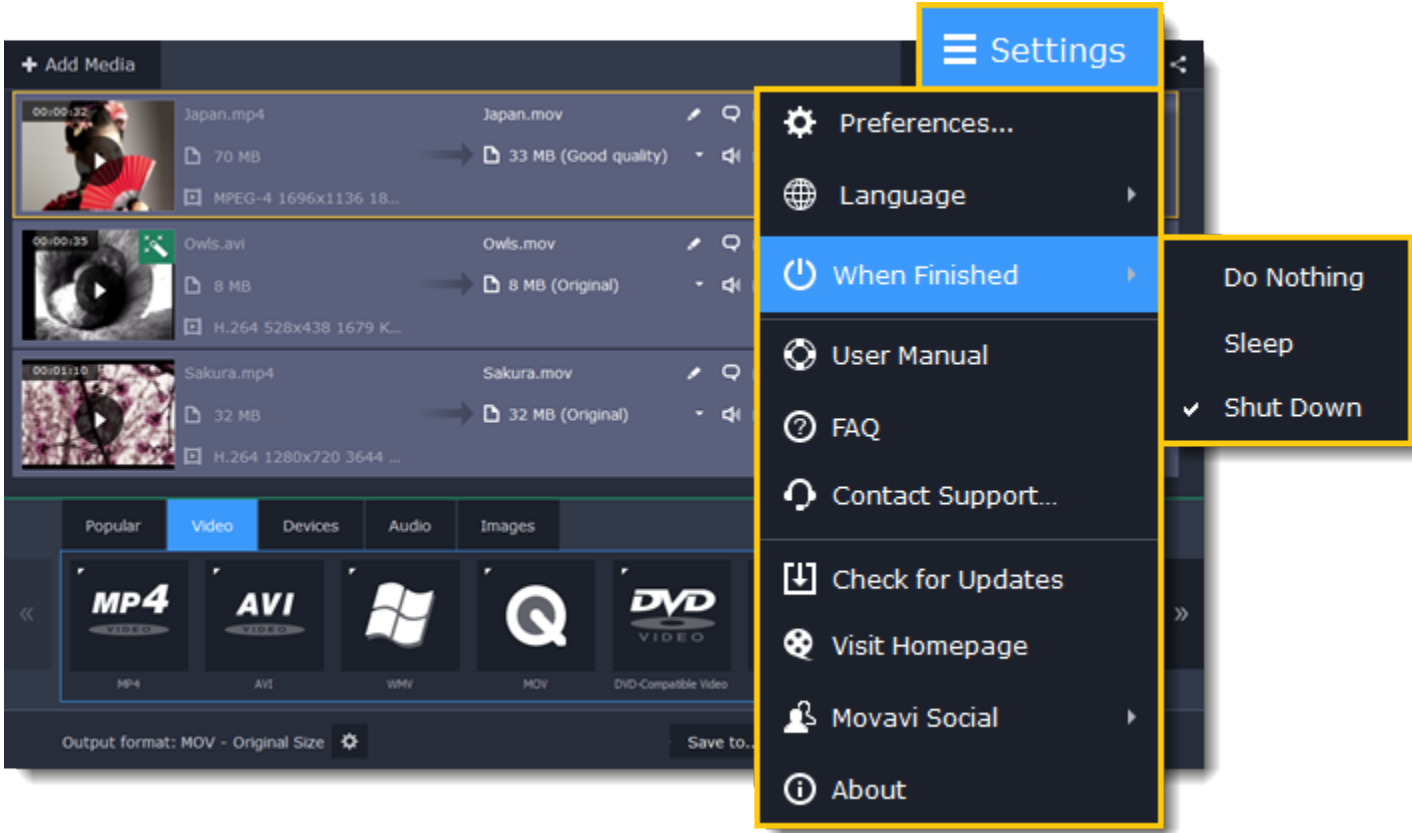 Settings
Add Media
00:00:32
Japan.mp4
Japan.mov
70 MB
33 MB (Good quality)
MPEG-4 1696x1136 18...
00:00:35
Owls.avi
Owls.mov
8 MB
8 MB (Original)
H.264 528x438 1679 K...
00:01:10
Sakura.mp4
Sakura.mov
32 MB
32 MB (Original)
H.264 1280x720 3644 ...
Popular
Video
Devices
Audio
Images
MP4
VIDEO
AVI
VIDEO
DVD
VIDEO
MP4
AVI
WMV
MOV
DVD-Compatible Video
Output format: MOV - Original Size
Save to..
Preferences...
Language
When Finished
User Manual
FAQ
Contact Support...
Check for Updates
Visit Homepage
Movavi Social
About
Do Nothing
Sleep
Shut Down